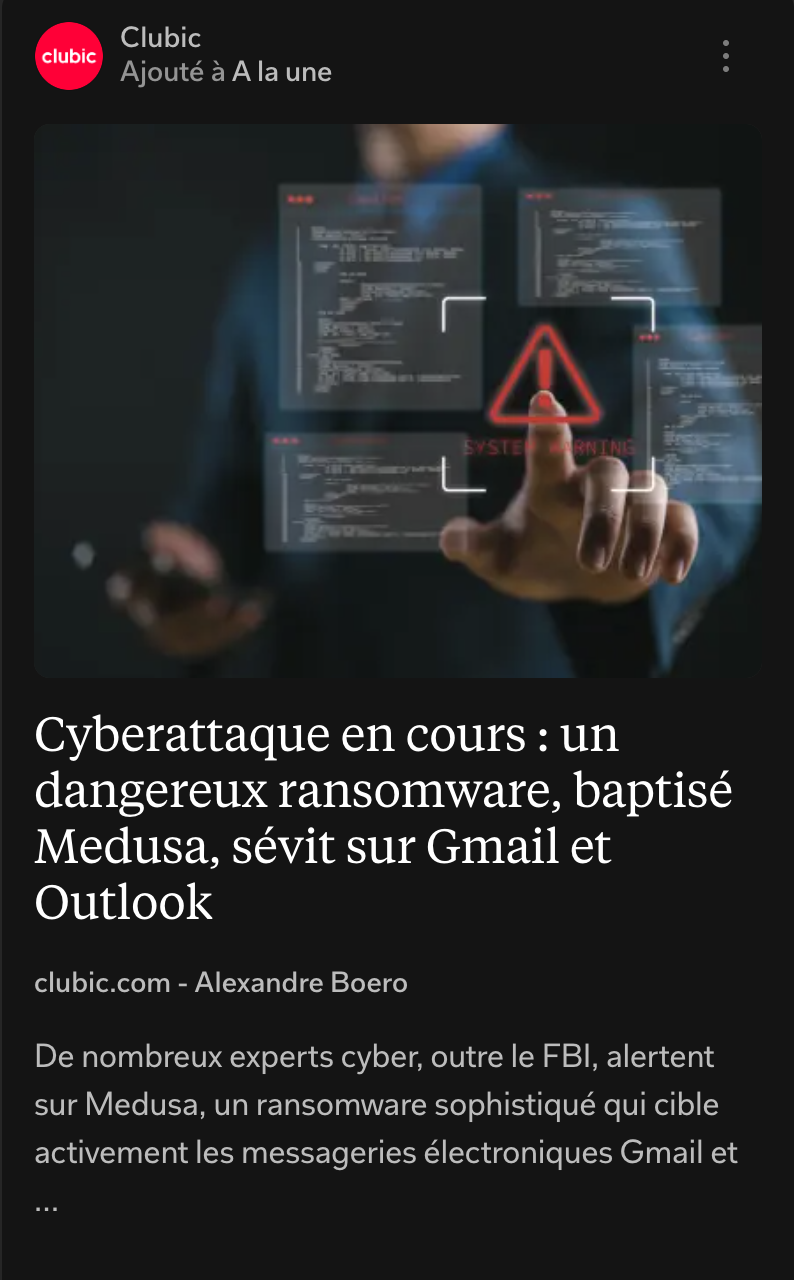 clubic
Clubic
Ajouté à A la une
SYSTEM WARNING
Cyberattaque en cours : un
dangereux ransomware, baptisé
Medusa, sévit sur Gmail et
Outlook
clubic.com - Alexandre Boero
De nombreux experts cyber, outre le FBI, alertent
sur Medusa, un ransomware sophistiqué qui cible
activement les messageries électroniques Gmail et
...